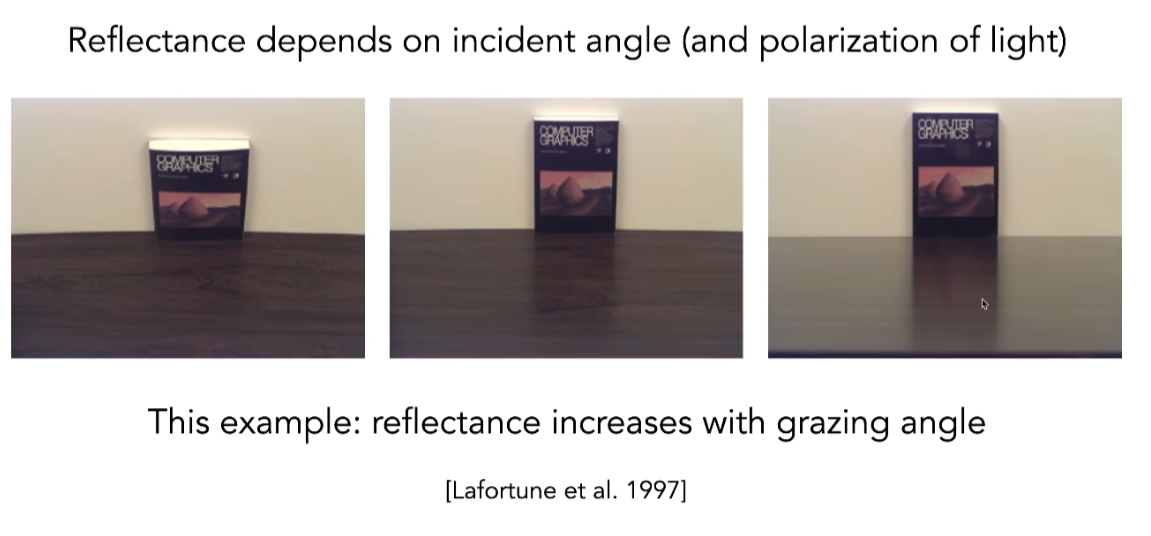 Reflectance depends on incident angle (and polarization of light)
COMPUTER
GRAPHICS
COMPUTER
GRAPHICS
COMPUTER
GRAPHICS
This example: reflectance increases with grazing angle
[Lafortune et al. 1997]